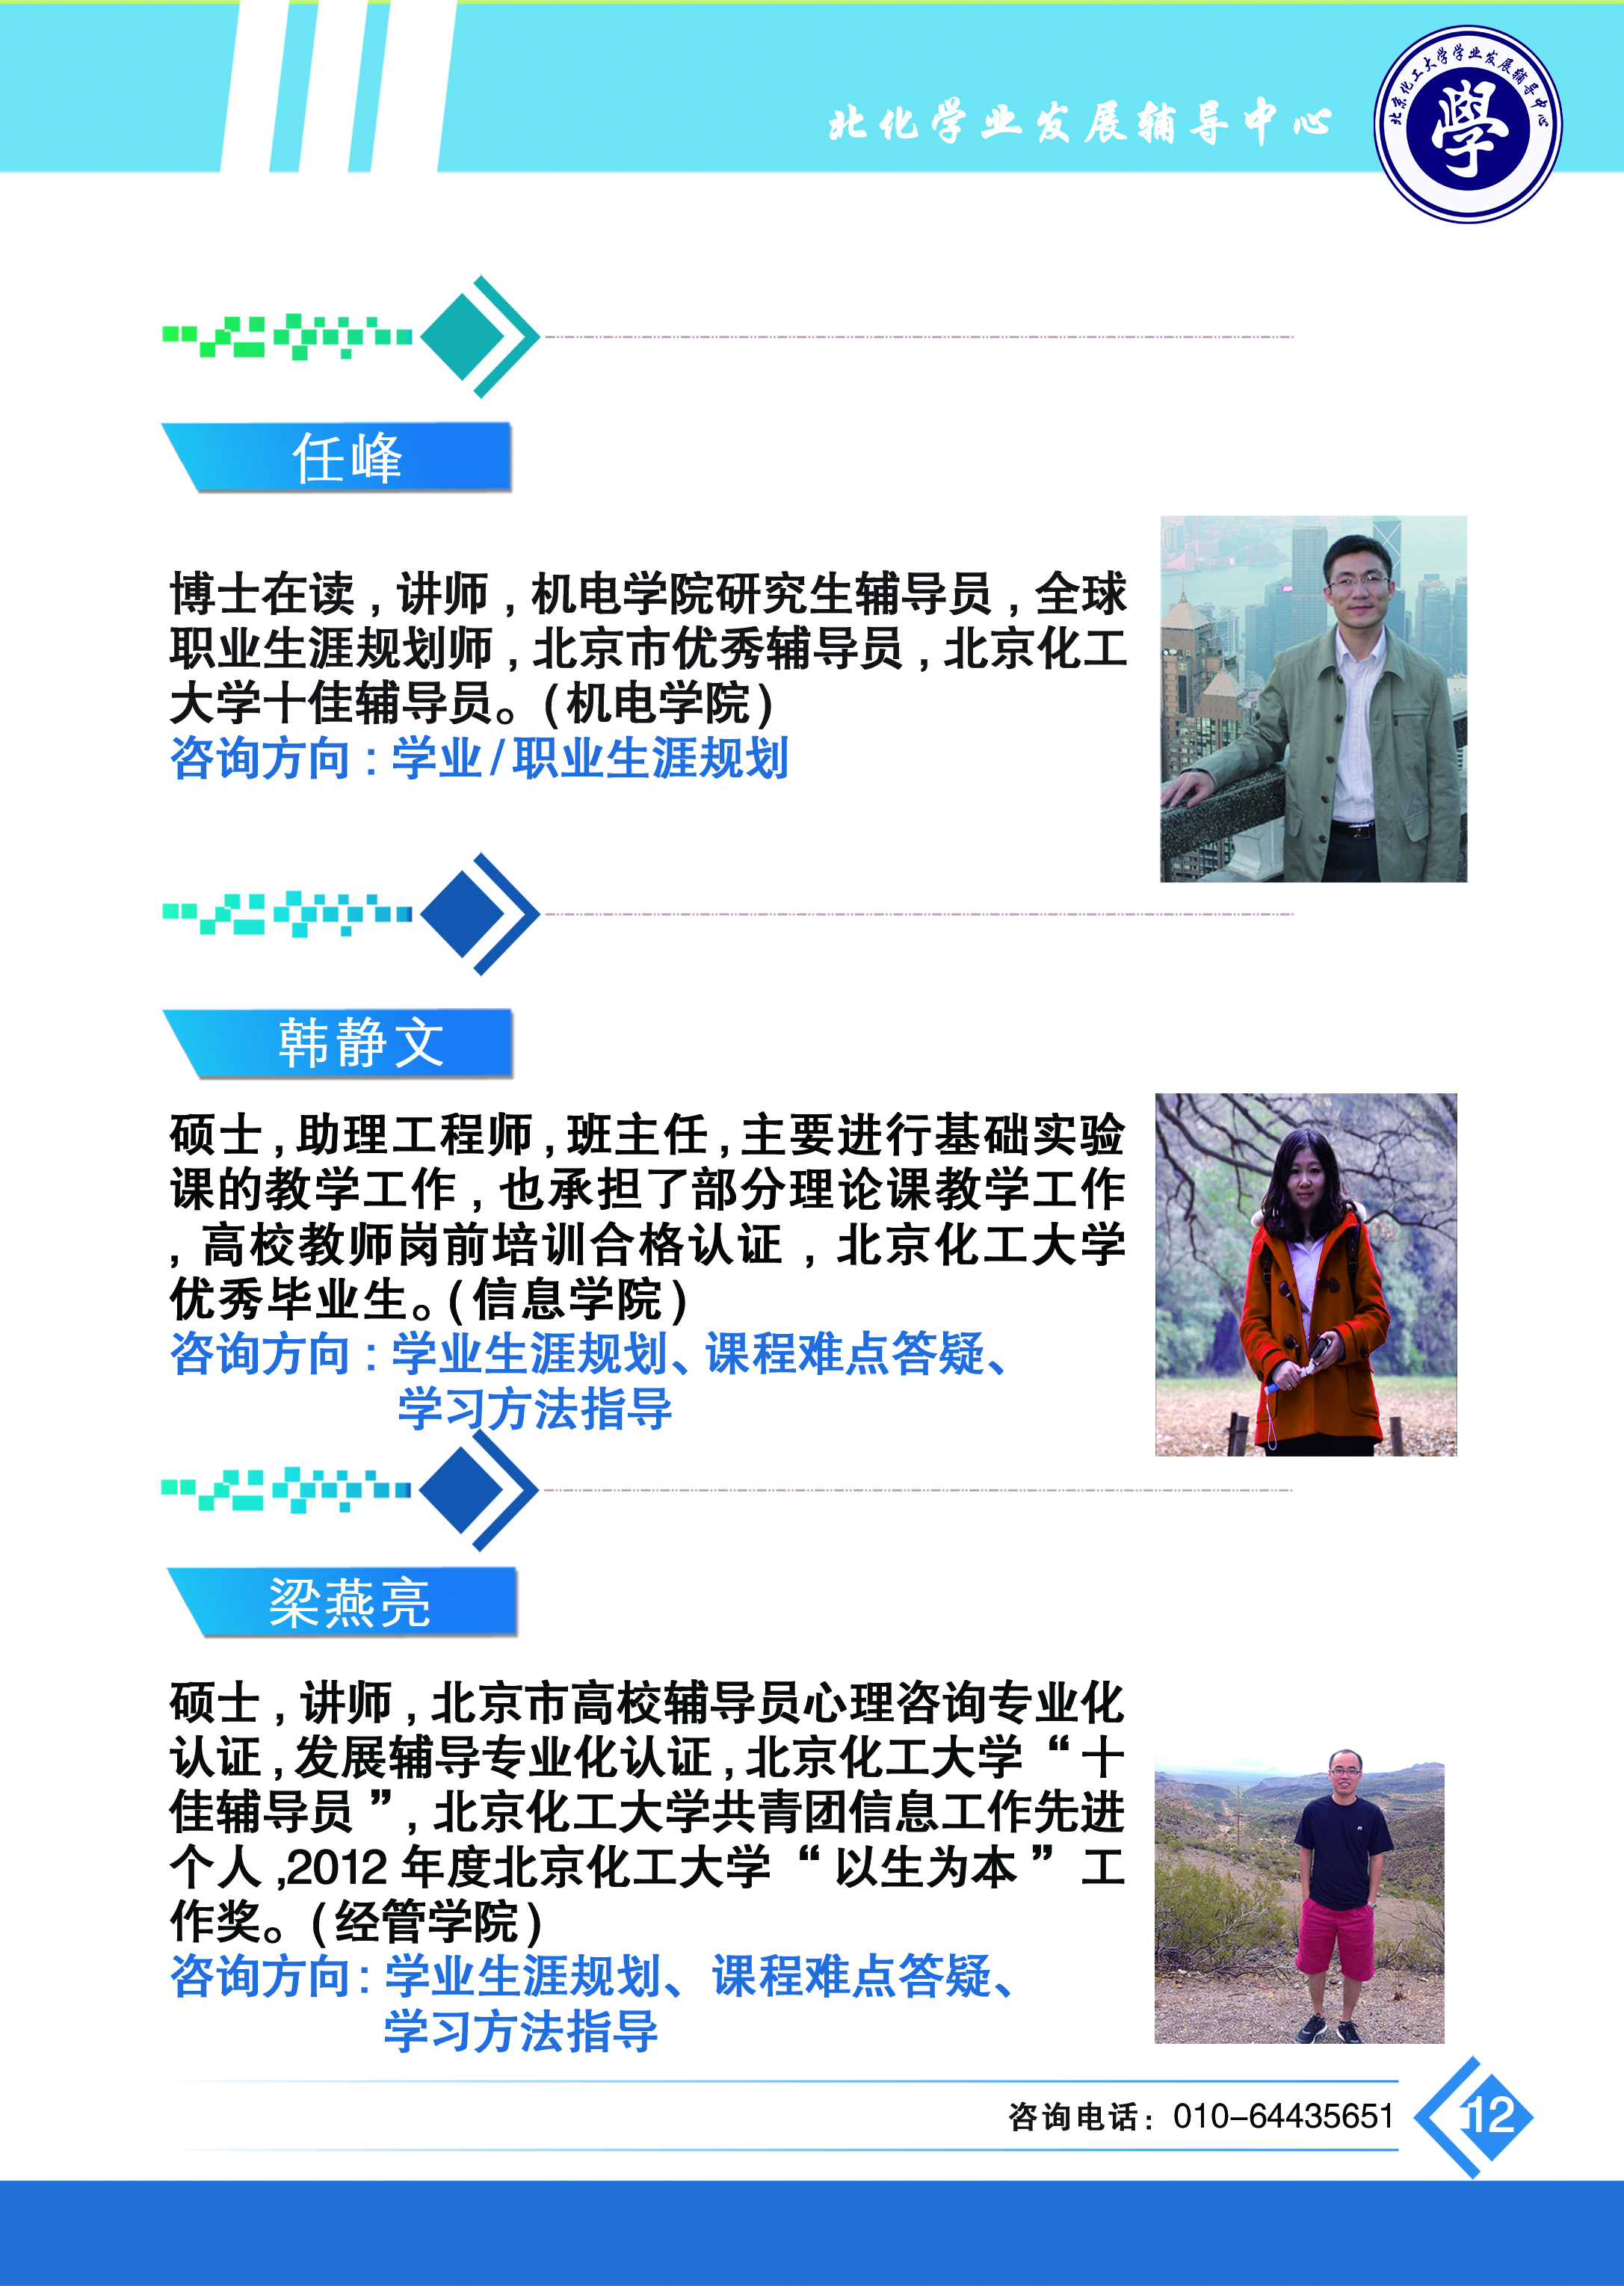 北化学业发展辅导中心
北京化工大学学业发展辅导中心
學
任峰
博士在读，讲师，机电学院研究生辅导员，全球
职业生涯规划师，北京市优秀辅导员，北京化工
大学十佳辅导员。（机电学院）
咨询方向：学业/职业生涯规划
韩静文
硕士，助理工程师，班主任，主要进行基础实验
课的教学工作，也承担了部分理论课教学工作
，高校教师岗前培训合格认证，北京化工大学
优秀毕业生。（信息学院）
咨询方向：学业生涯规划、课程难点答疑、
学习方法指导
梁燕亮
硕士，讲师，北京市高校辅导员心理咨询专业化
认证，发展辅导专业化认证，北京化工大学“十
佳辅导员”，北京化工大学共青团信息工作先进
个人,2012年度北京化工大学“以生为本”工
作奖。（经管学院）
咨询方向：学业生涯规划、课程难点答疑、
学习方法指导
咨询电话：010-64435651
12